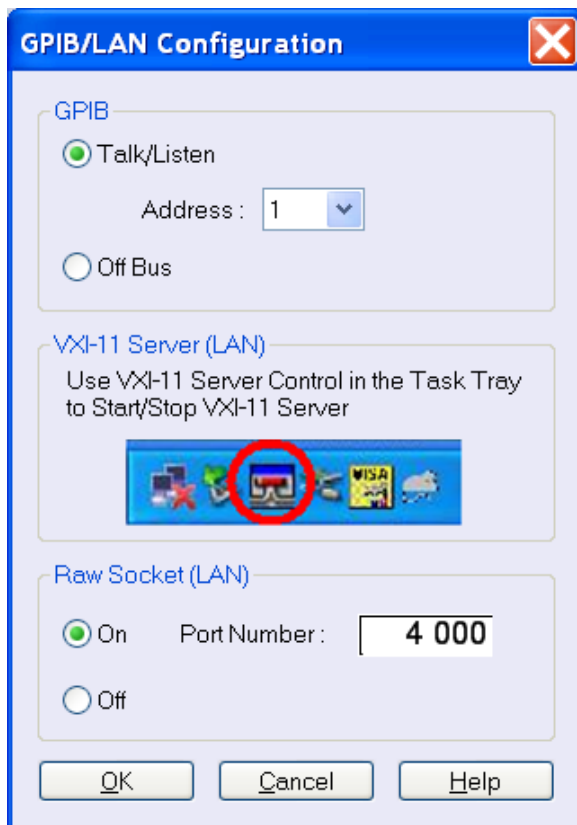 GPIB/LAN Configuration
GPIB
Talk/Listen
Address : 1
Off Bus
VXI-11 Server (LAN)
Use VXI-11 Server Control in the Task Tray
to Start/Stop VXI-11 Server
VISA
Raw Socket (LAN)
On Port Number : 4 000
Off
OK Cancel Help